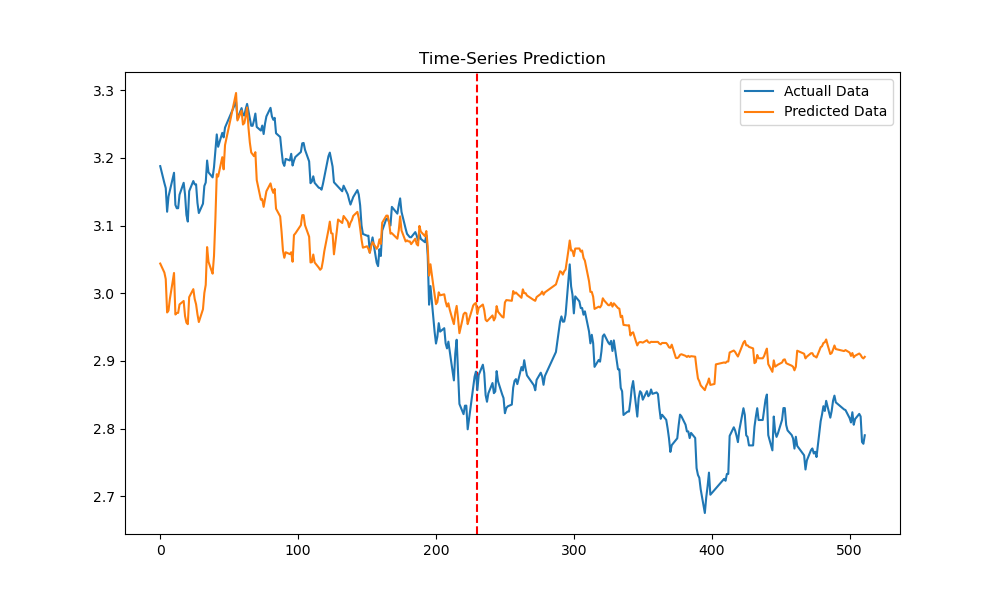 Time-Series Prediction
Actuall Data
Predicted Data
3.3
3.2
3.1
3.0
2.9
2.8
2.7
0 100 200 300 400 500